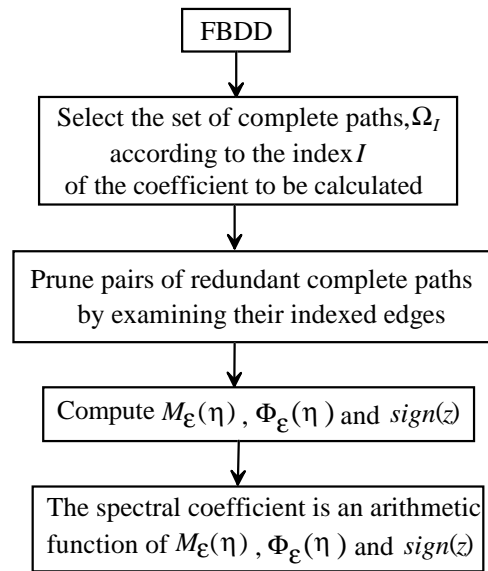 FBDD
Select the set of complete paths,Ω_I
according to the index I
of the coefficient to be calculated
Prune pairs of redundant complete paths
by examining their indexed edges
Compute M_ε(η) , Φ_ε(η) and sign(z)
The spectral coefficient is an arithmetic
function of M_ε(η) , Φ_ε(η) and sign(z)